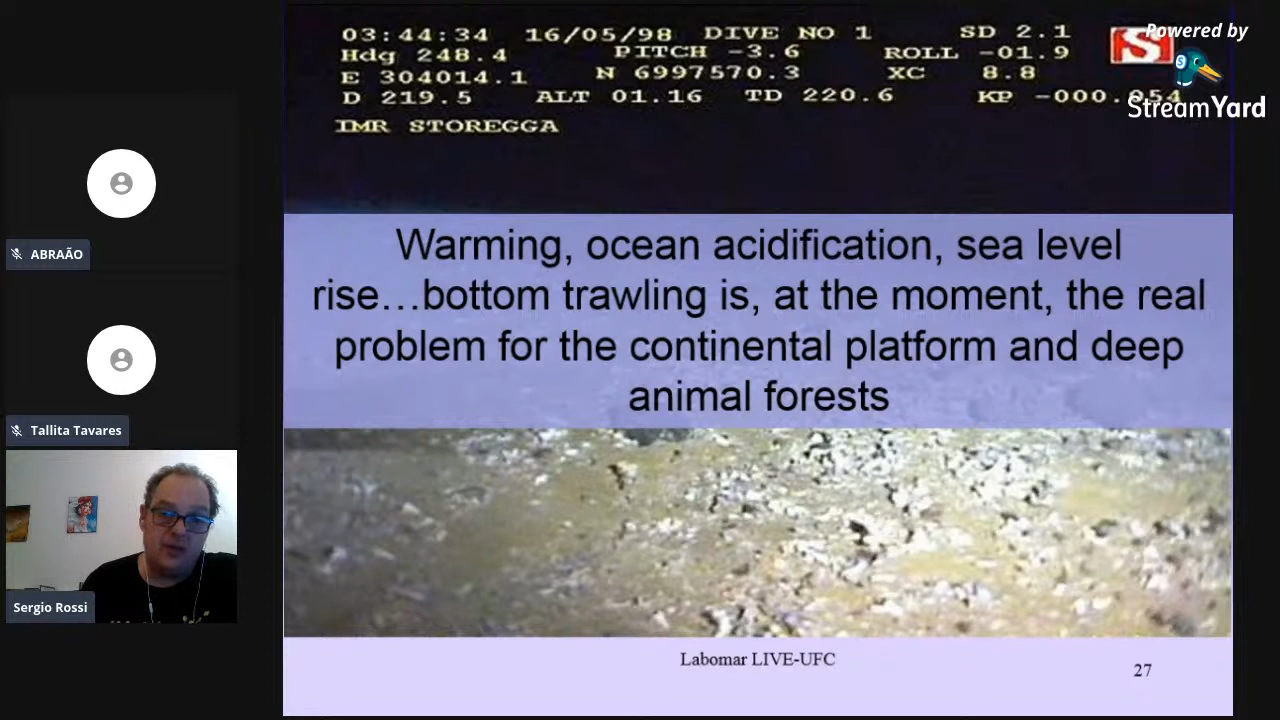 03:44:34 16/05/98 DIVE NO 1 SD 2.1
Hdg 248.4 PITCH -3.6 ROLL -01.9
E 304014.1 N 6997570.3 XC 8.8
D 219.5 ALT 01.16 TD 220.6 KP -000.054
IMR STOREGGA
S
Powered by
StreamYard
Warming, ocean acidification, sea level
rise...bottom trawling is, at the moment, the real
problem for the continental platform and deep
animal forests
Labomar LIVE-UFC
27
ABRAÃO
Tallita Tavares
Sergio Rossi